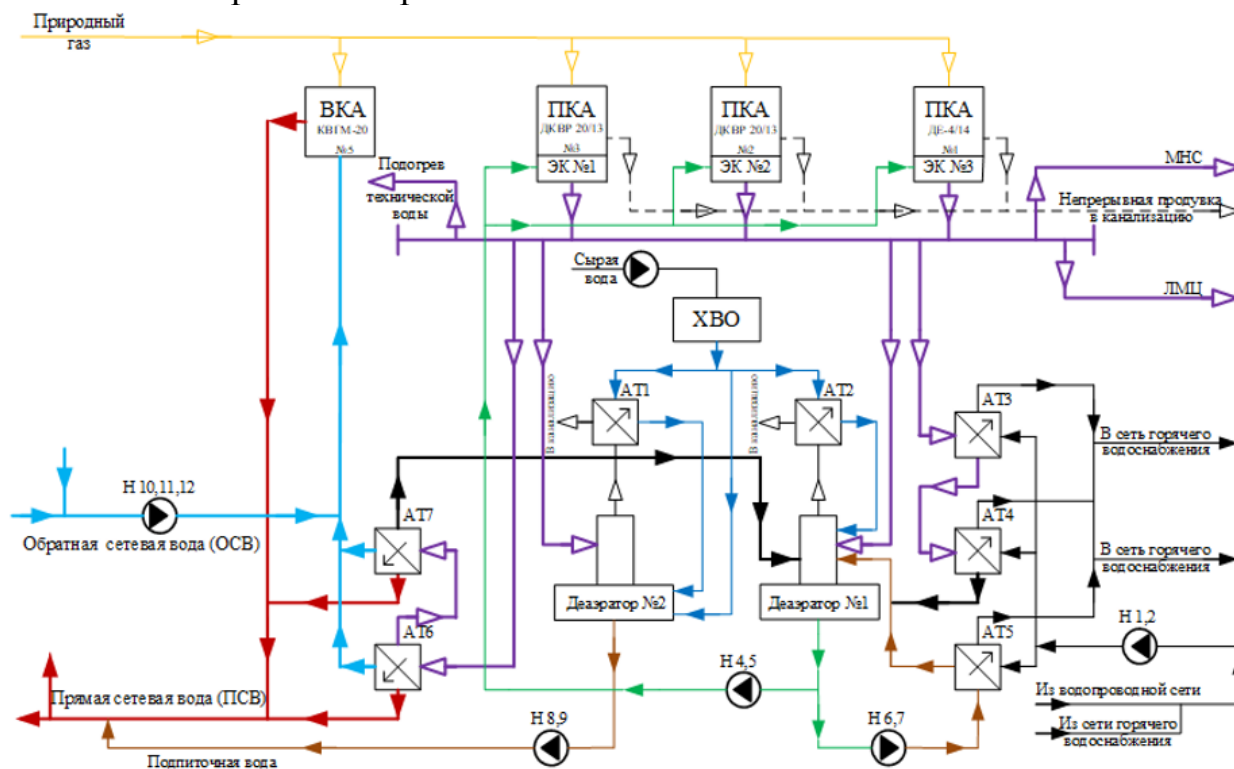 Природный
газ
ВКА
КВГМ-20
№5
ПКА
ДКВР 20/13
№3
ЭК №1
ПКА
ДКВР 20/13
№2
ЭК №2
ПКА
ДЕ-4/14
№1
ЭК №3
Подогрев
технической
воды
МНС
Непрерывная продувка
в канализацию
ЛМЦ
Сырая
вода
ХВО
В канализацию
АТ1
В канализацию
АТ2
АТ3
В сеть горячего
водоснабжения
Н 10,11,12
Обратная сетевая вода (ОСВ)
АТ7
АТ4
В сеть горячего
водоснабжения
Деаэратор №2
Деаэратор №1
АТ6
АТ5
Н 1,2
Н 4,5
Н 6,7
Прямая сетевая вода (ПСВ)
Н 8,9
Из водопроводной сети
Из сети горячего
водоснабжения
Подпиточная вода